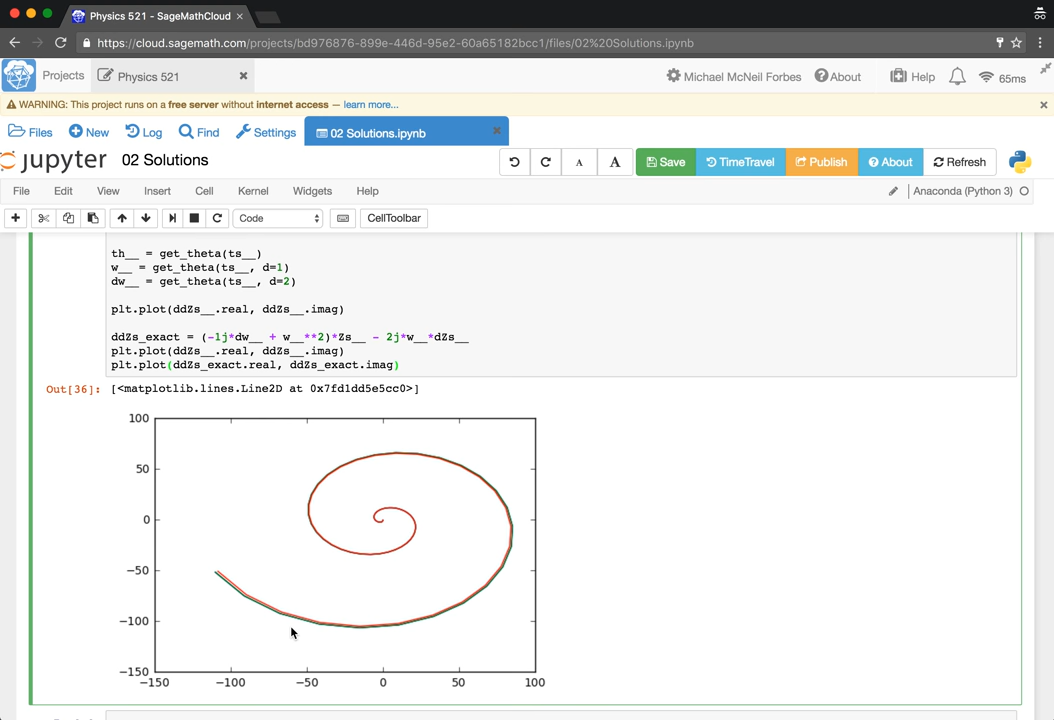 Physics 521 - SageMathCloud ×
https://cloud.sagemath.com/projects/bd976876-899e-446d-95e2-60a65182bcc1/files/02%20Solutions.ipynb
Projects Physics 521 × Michael McNeil Forbes About Help 65ms
WARNING: This project runs on a free server without internet access — learn more... ×
Files New Log Find Settings 02 Solutions.ipynb ×
jupyter 02 Solutions A A Save TimeTravel Publish About Refresh
File Edit View Insert Cell Kernel Widgets Help Anaconda (Python 3)
Code CellToolbar
th__ = get_theta(ts__)
w__ = get_theta(ts__, d=1)
dw__ = get_theta(ts__, d=2)
plt.plot(ddZs__.real, ddZs__.imag)
ddZs_exact = (-1j*dw__ + w__**2)*Zs__ - 2j*w__*dZs__
plt.plot(ddZs__.real, ddZs__.imag)
plt.plot(ddZs_exact.real, ddZs_exact.imag)
Out[36]: [<matplotlib.lines.Line2D at 0x7fd1dd5e5cc0>]
100
50
0
−50
−100
−150
−150 −100 −50 0 50 100